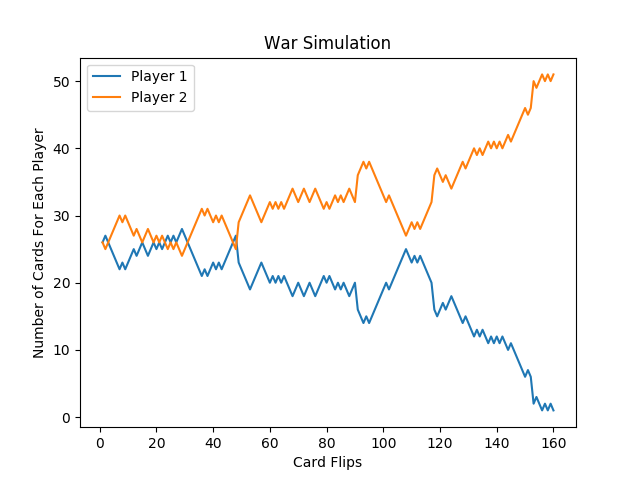 War Simulation
Player 1
Player 2
Number of Cards For Each Player
50
40
30
20
10
0
0 20 40 60 80 100 120 140 160
Card Flips